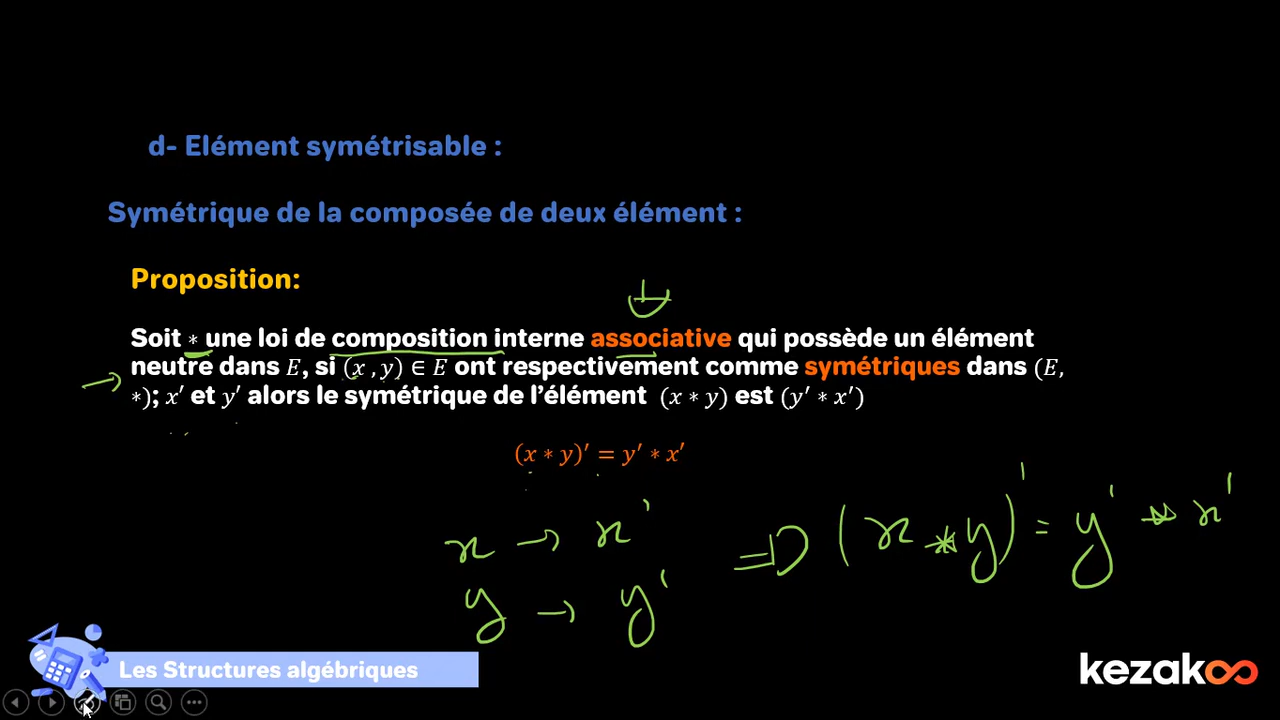 d- Elément symétrisable :
Symétrique de la composée de deux élément :
Proposition:
Soit * une loi de composition interne associative qui possède un élément
neutre dans E, si (x , y) ∈ E ont respectivement comme symétriques dans (E,
*); x′ et y′ alors le symétrique de l’élément (x * y) est (y′ * x′)
(x * y)′ = y′ * x′
x → x'
y → y'
⇒ (x * y)' = y' * x'
Les Structures algébriques
kezakoo